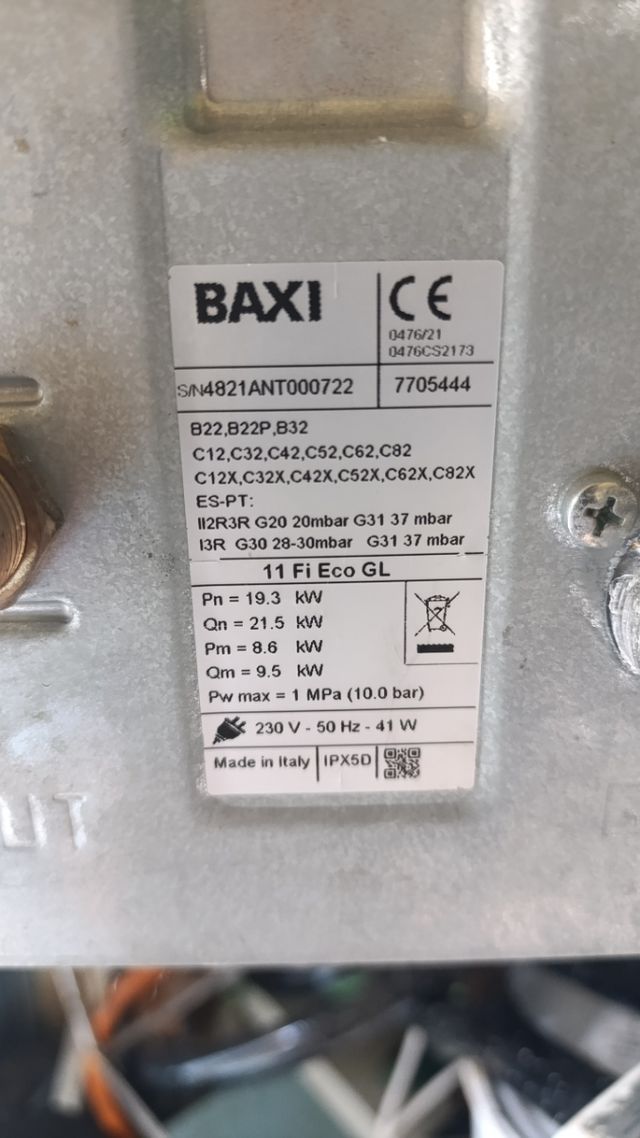 BAXI
CE
0476/21
0476CS2173
S/N4821ANT000722
7705444
B22,B22P,B32
C12,C32,C42,C52,C62,C82
C12X,C32X,C42X,C52X,C62X,C82X
ES-PT:
II2R3R G20 20mbar G31 37 mbar
I3R G30 28-30mbar G31 37 mbar
11 Fi Eco GL
Pn = 19.3 kW
Qn = 21.5 kW
Pm = 8.6 kW
Qm = 9.5 kW
Pw max = 1 MPa (10.0 bar)
230 V - 50 Hz - 41 W
Made in Italy
IPX5D
UT